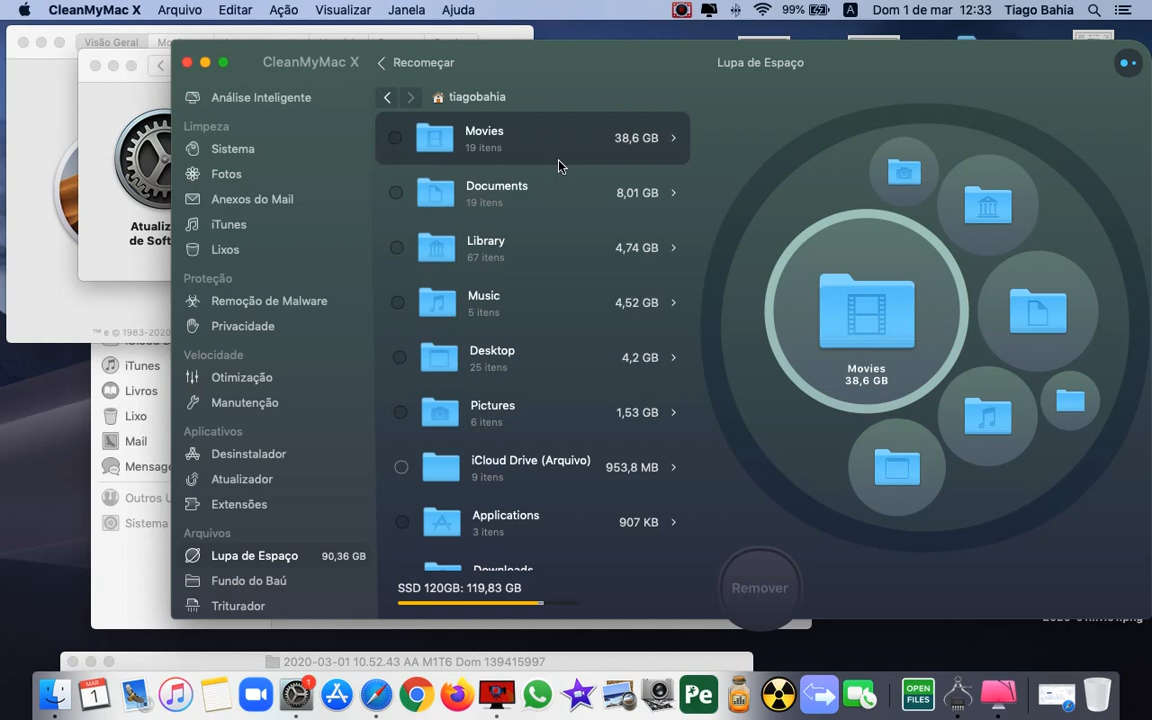 CleanMyMac X Arquivo Editar Ação Visualizar Janela Ajuda 99% A Dom 1 de mar 12:33 Tiago Bahia
Visão Geral
CleanMyMac X
Recomeçar
Lupa de Espaço
Análise Inteligente
Limpeza
Sistema
Fotos
Anexos do Mail
iTunes
Lixos
Proteção
Remoção de Malware
Privacidade
Velocidade
Otimização
Manutenção
Aplicativos
Desinstalador
Atualizador
Extensões
Arquivos
Lupa de Espaço 90,36 GB
Fundo do Baú
Triturador
tiagobahia
Movies 38,6 GB
19 itens
Documents 8,01 GB
19 itens
Library 4,74 GB
67 itens
Music 4,52 GB
5 itens
Desktop 4,2 GB
25 itens
Pictures 1,53 GB
6 itens
iCloud Drive (Arquivo) 953,8 MB
9 itens
Applications 907 KB
3 itens
Downloads
SSD 120GB: 119,83 GB
Movies
38,6 GB
Remover
Atualiz
de Soft
™ e © 1983-2020
iTunes
Livros
Lixo
Mail
Mensage
Outros U
Sistema
2020-03-01 10.52.43 AA M1T6 Dom 139415997
MAR
1
1
Pe
OPEN
FILES